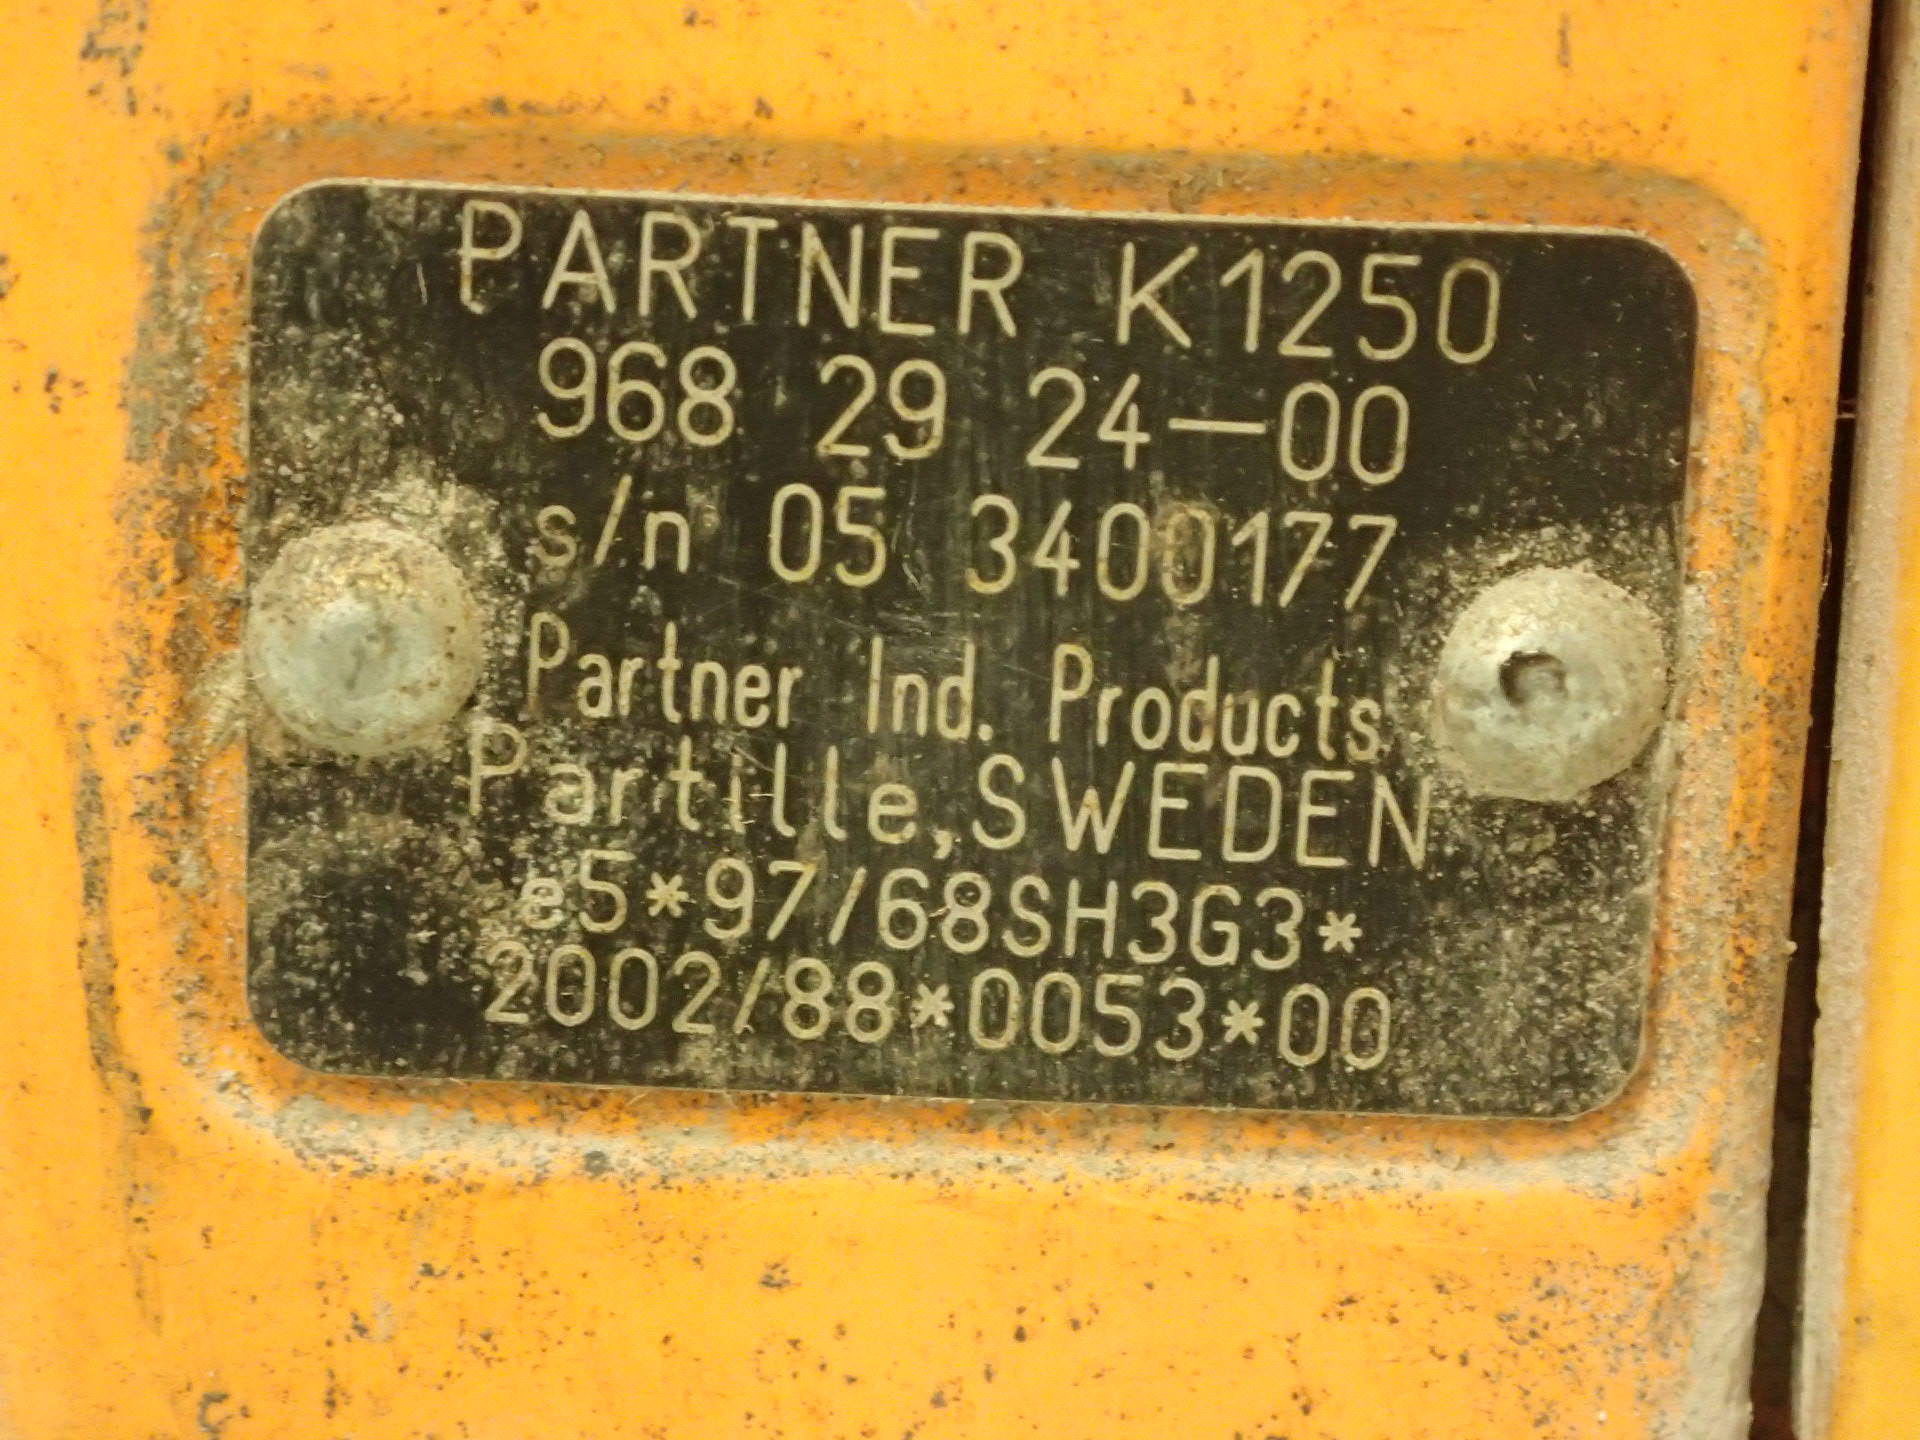 PARTNER K1250
968 29 24-00
s/n 05 3400177
Partner Ind. Products
Partille, SWEDEN
e5*97/68SH3G3*
2002/88*0053*00